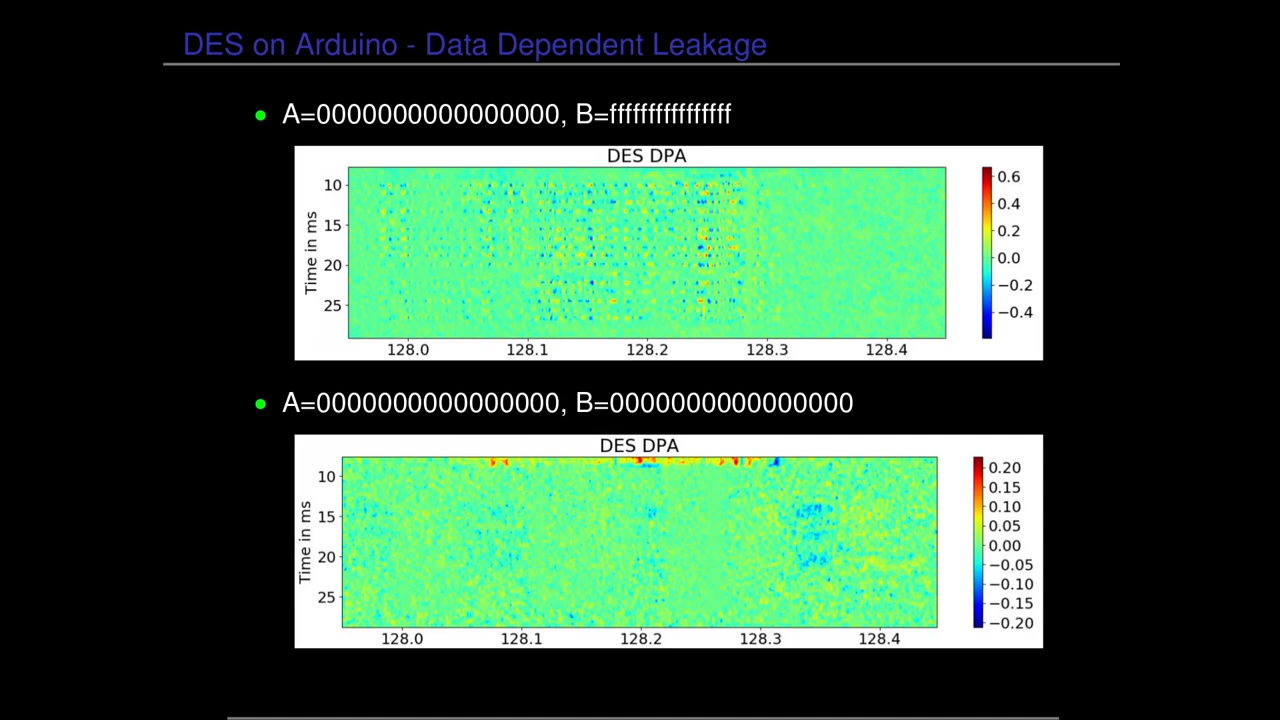 DES on Arduino - Data Dependent Leakage
A=0000000000000000, B=ffffffffffffffff
DES DPA
Time in ms
10
15
20
25
128.0 128.1 128.2 128.3 128.4
0.6
0.4
0.2
0.0
−0.2
−0.4
A=0000000000000000, B=0000000000000000
DES DPA
Time in ms
10
15
20
25
128.0 128.1 128.2 128.3 128.4
0.20
0.15
0.10
0.05
0.00
−0.05
−0.10
−0.15
−0.20